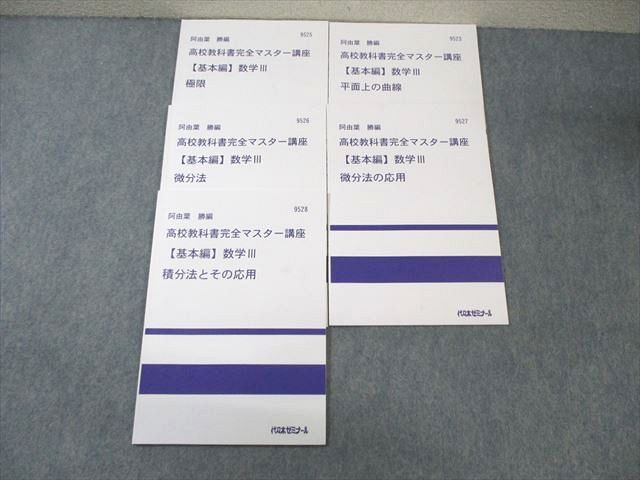 9525
阿由葉 勝編
高校教科書完全マスター講座
【基本編】数学Ⅲ
極限
9523
阿由葉 勝編
高校教科書完全マスター講座
【基本編】数学Ⅲ
平面上の曲線
9526
阿由葉 勝編
高校教科書完全マスター講座
【基本編】数学Ⅲ
微分法
9527
阿由葉 勝編
高校教科書完全マスター講座
【基本編】数学Ⅲ
微分法の応用
代々木ゼミナール
9528
阿由葉 勝編
高校教科書完全マスター講座
【基本編】数学Ⅲ
積分法とその応用
代々木ゼミナール